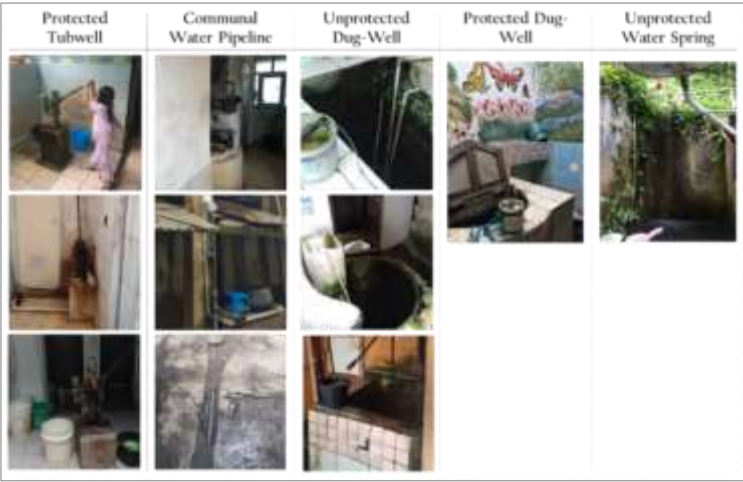 Protected
Tubwell
Communal
Water Pipeline
Unprotected
Dug-Well
Protected Dug-
Well
Unprotected
Water Spring